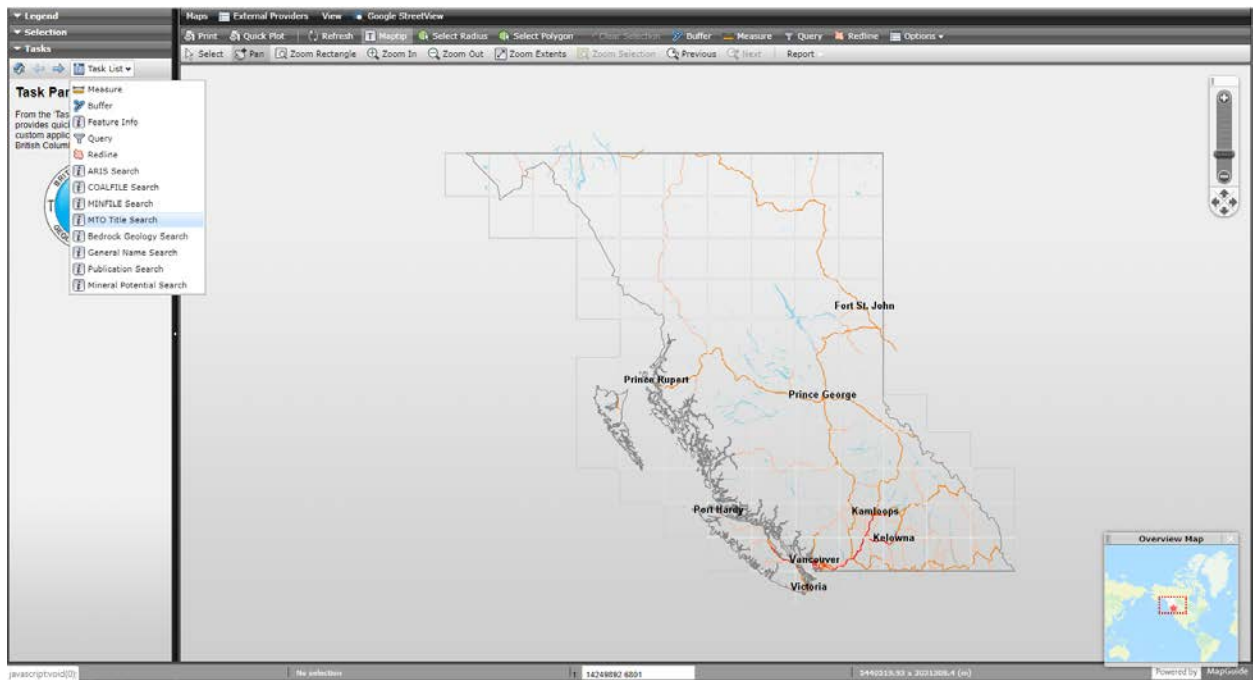 Legend
Maps External Providers View Google StreetView
Selection
Print Quick Plot Refresh Maptip Select Radius Select Polygon Clear Selection Buffer Measure Query Redline Options
Tasks
Select Pan Zoom Rectangle Zoom In Zoom Out Zoom Extents Zoom Selection Previous Next Report
Task List
Task Par
From the 'Tas
provides quic
custom applic
British Colum
Measure
Buffer
Feature Info
Query
Redline
ARIS Search
COALFILE Search
MINFILE Search
MTO Title Search
Bedrock Geology Search
General Name Search
Publication Search
Mineral Potential Search
Fort St. John
Prince Rupert
Prince George
Port Hardy
Kamloops
Kelowna
Vancouver
Victoria
Overview Map
javascript:void(0);
No selection
14249892 6801
Powered by MapGuide